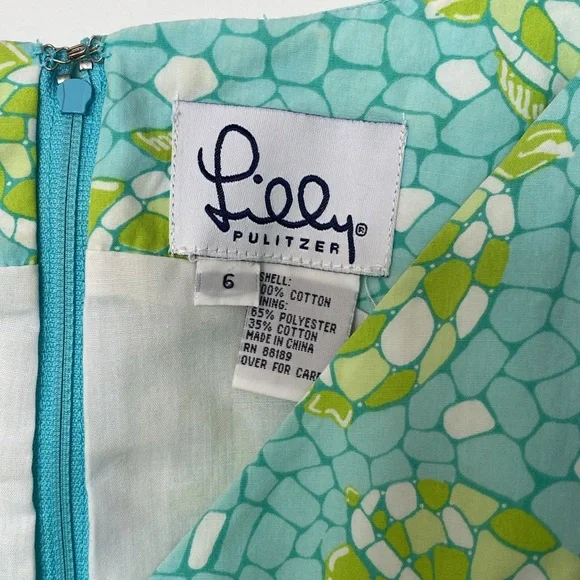 Lilly®
PULITZER
6
SHELL:
100% COTTON
LINING:
65% POLYESTER
35% COTTON
MADE IN CHINA
RN 88189
OVER FOR CARE
lilly